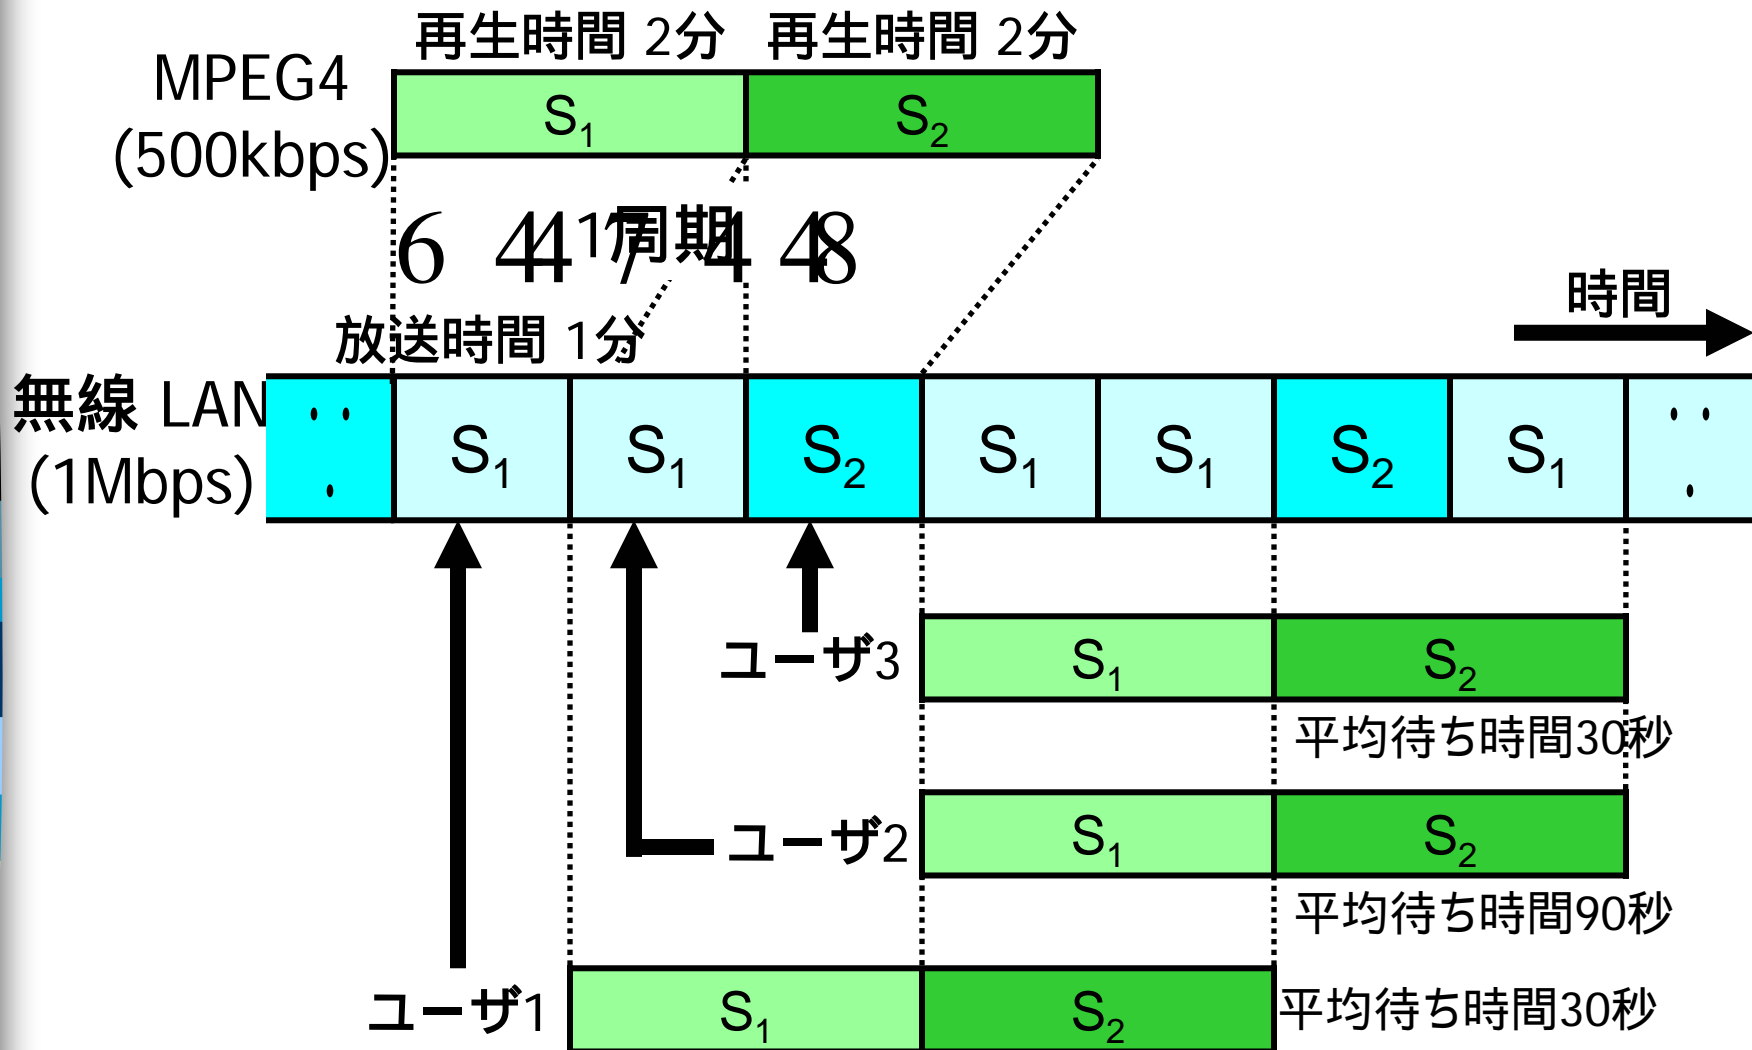 再生時間 2分 再生時間 2分
MPEG4
(500kbps)
S1 S2
6 447 448
1周期
放送時間 1分
時間
無線 LAN
(1Mbps)
... S1 S1 S2 S1 S1 S2 S1 ...
ユーザ3
S1 S2
平均待ち時間30秒
ユーザ2
S1 S2
平均待ち時間90秒
ユーザ1
S1 S2
平均待ち時間30秒